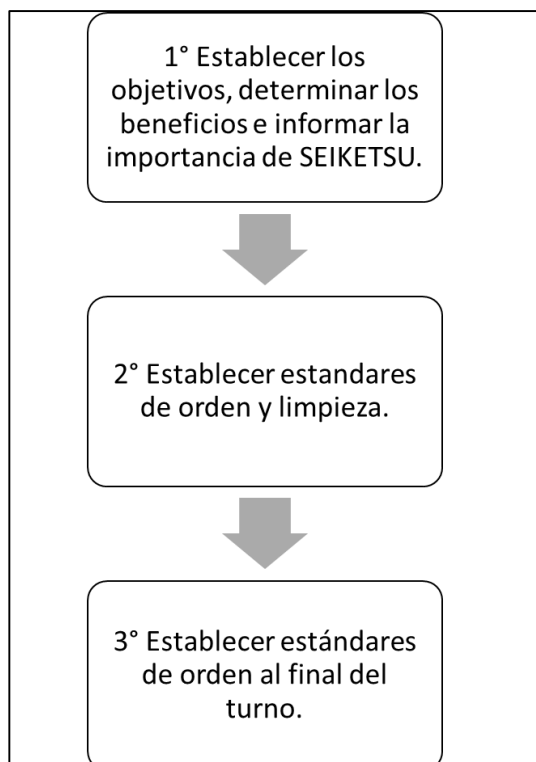 1° Establecer los
objetivos, determinar los
beneficios e informar la
importancia de SEIKETSU.
2° Establecer estandares
de orden y limpieza.
3° Establecer estándares
de orden al final del
turno.